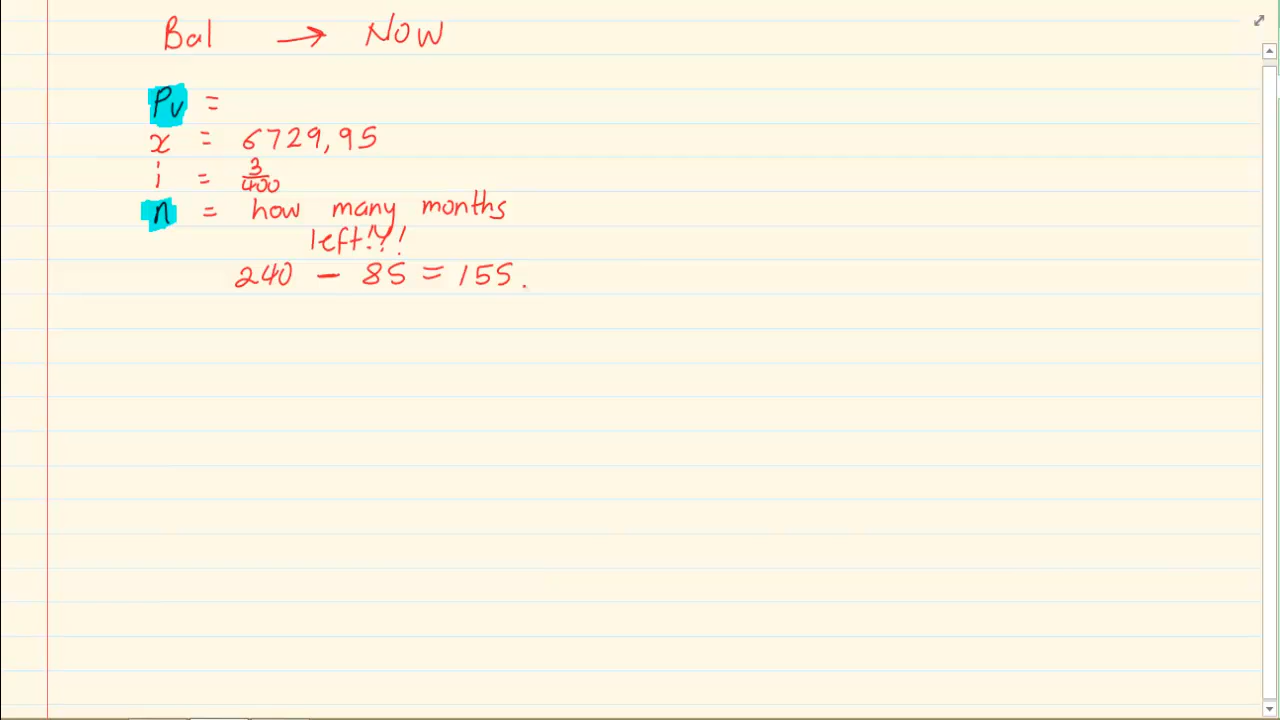 Bal → NOW
Pv =
x = 6729,95
i = 3/400
n = how many months
left!?!
240 - 85 = 155.